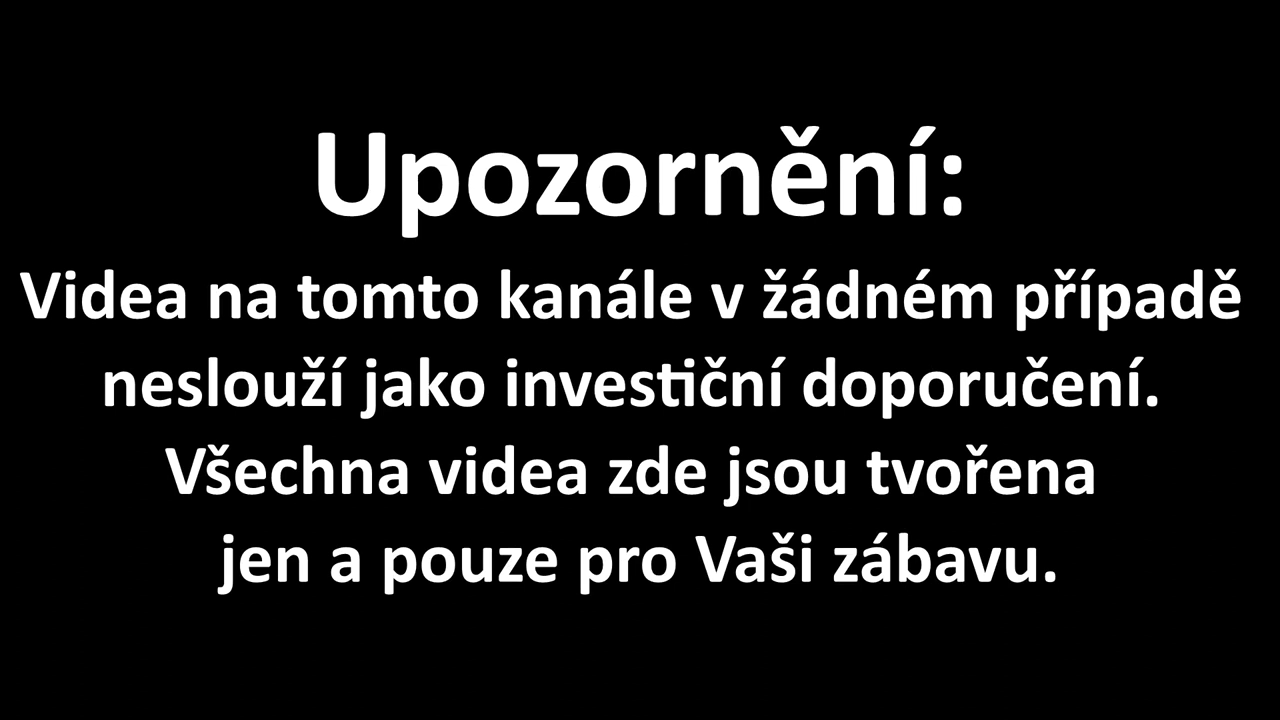 Upozornění:
Videa na tomto kanále v žádném případě
neslouží jako investiční doporučení.
Všechna videa zde jsou tvořena
jen a pouze pro Vaši zábavu.